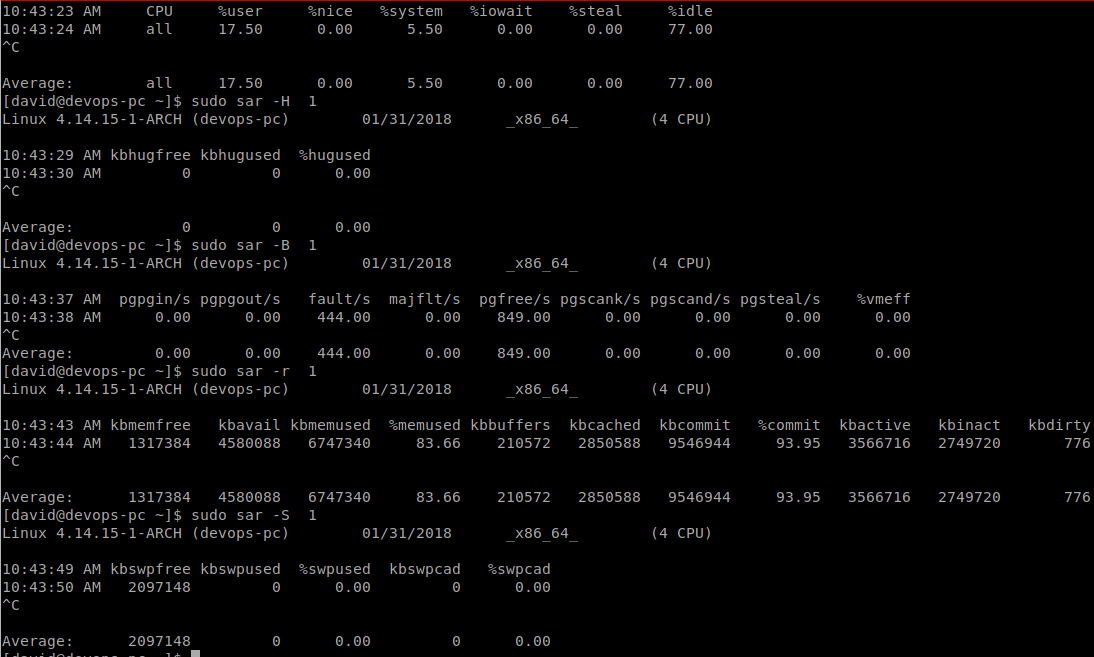 10:43:23 AM     CPU     %user     %nice   %system   %iowait    %steal     %idle
10:43:24 AM     all     17.50      0.00      5.50      0.00      0.00     77.00
^C

Average:        all     17.50      0.00      5.50      0.00      0.00     77.00
[david@devops-pc ~]$ sudo sar -H  1
Linux 4.14.15-1-ARCH (devops-pc)        01/31/2018      _x86_64_        (4 CPU)

10:43:29 AM kbhugfree kbhugused  %hugused
10:43:30 AM         0         0      0.00
^C

Average:            0         0      0.00
[david@devops-pc ~]$ sudo sar -B  1
Linux 4.14.15-1-ARCH (devops-pc)        01/31/2018      _x86_64_        (4 CPU)

10:43:37 AM  pgpgin/s pgpgout/s   fault/s  majflt/s  pgfree/s pgscank/s pgscand/s pgsteal/s    %vmeff
10:43:38 AM      0.00      0.00    444.00      0.00    849.00      0.00      0.00      0.00      0.00
^C
Average:         0.00      0.00    444.00      0.00    849.00      0.00      0.00      0.00      0.00
[david@devops-pc ~]$ sudo sar -r  1
Linux 4.14.15-1-ARCH (devops-pc)        01/31/2018      _x86_64_        (4 CPU)

10:43:43 AM kbmemfree   kbavail kbmemused  %memused kbbuffers  kbcached  kbcommit   %commit  kbactive   kbinact   kbdirty
10:43:44 AM   1317384   4580088   6747340     83.66    210572   2850588   9546944     93.95   3566716   2749720       776
^C

Average:      1317384   4580088   6747340     83.66    210572   2850588   9546944     93.95   3566716   2749720       776
[david@devops-pc ~]$ sudo sar -S  1
Linux 4.14.15-1-ARCH (devops-pc)        01/31/2018      _x86_64_        (4 CPU)

10:43:49 AM kbswpfree kbswpused  %swpused  kbswpcad   %swpcad
10:43:50 AM   2097148         0      0.00         0      0.00
^C

Average:      2097148         0      0.00         0      0.00
[david@devops-pc ~]$